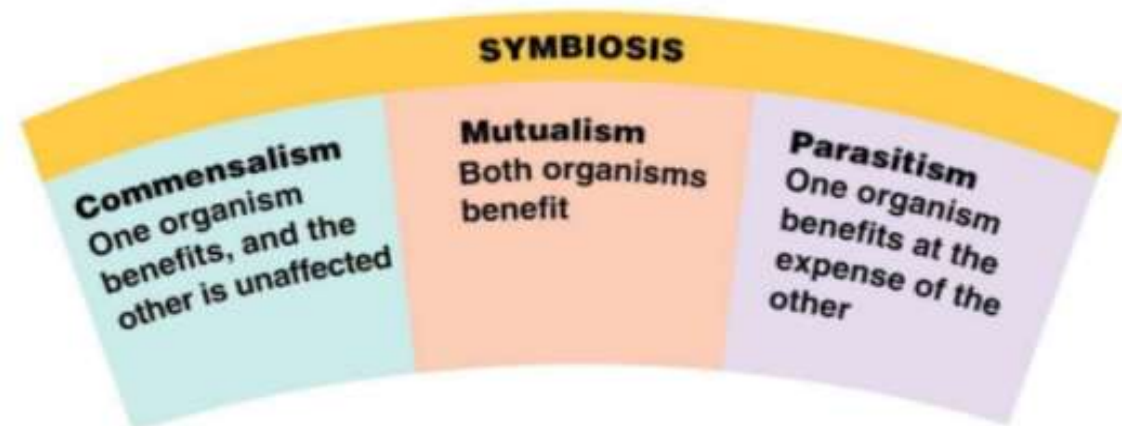 SYMBIOSIS
Commensalism
One organism
benefits, and the
other is unaffected
Mutualism
Both organisms
benefit
Parasitism
One organism
benefits at the
expense of the
other